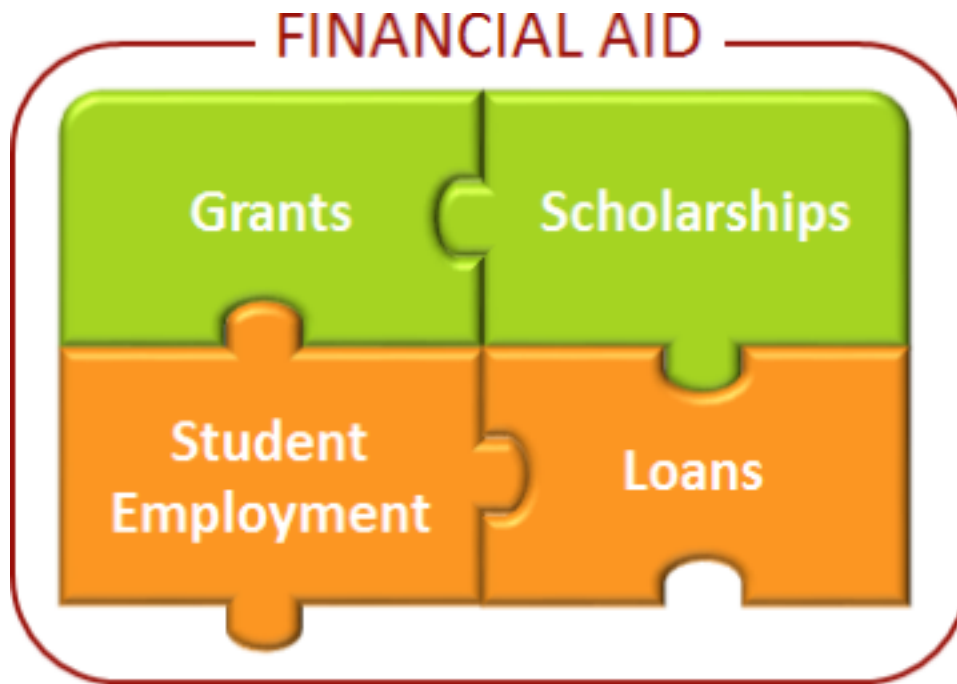 FINANCIAL AID
Grants
Scholarships
Student
Employment
Loans